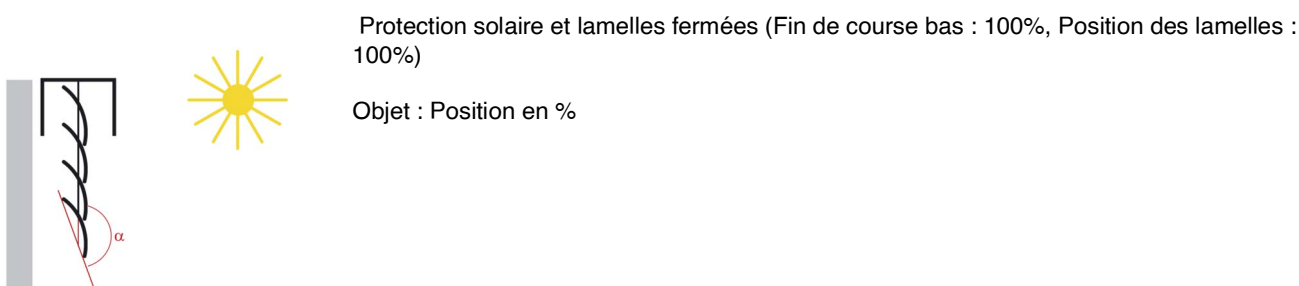 Protection solaire et lamelles fermées (Fin de course bas : 100%, Position des lamelles :
100%)
Objet : Position en %
α